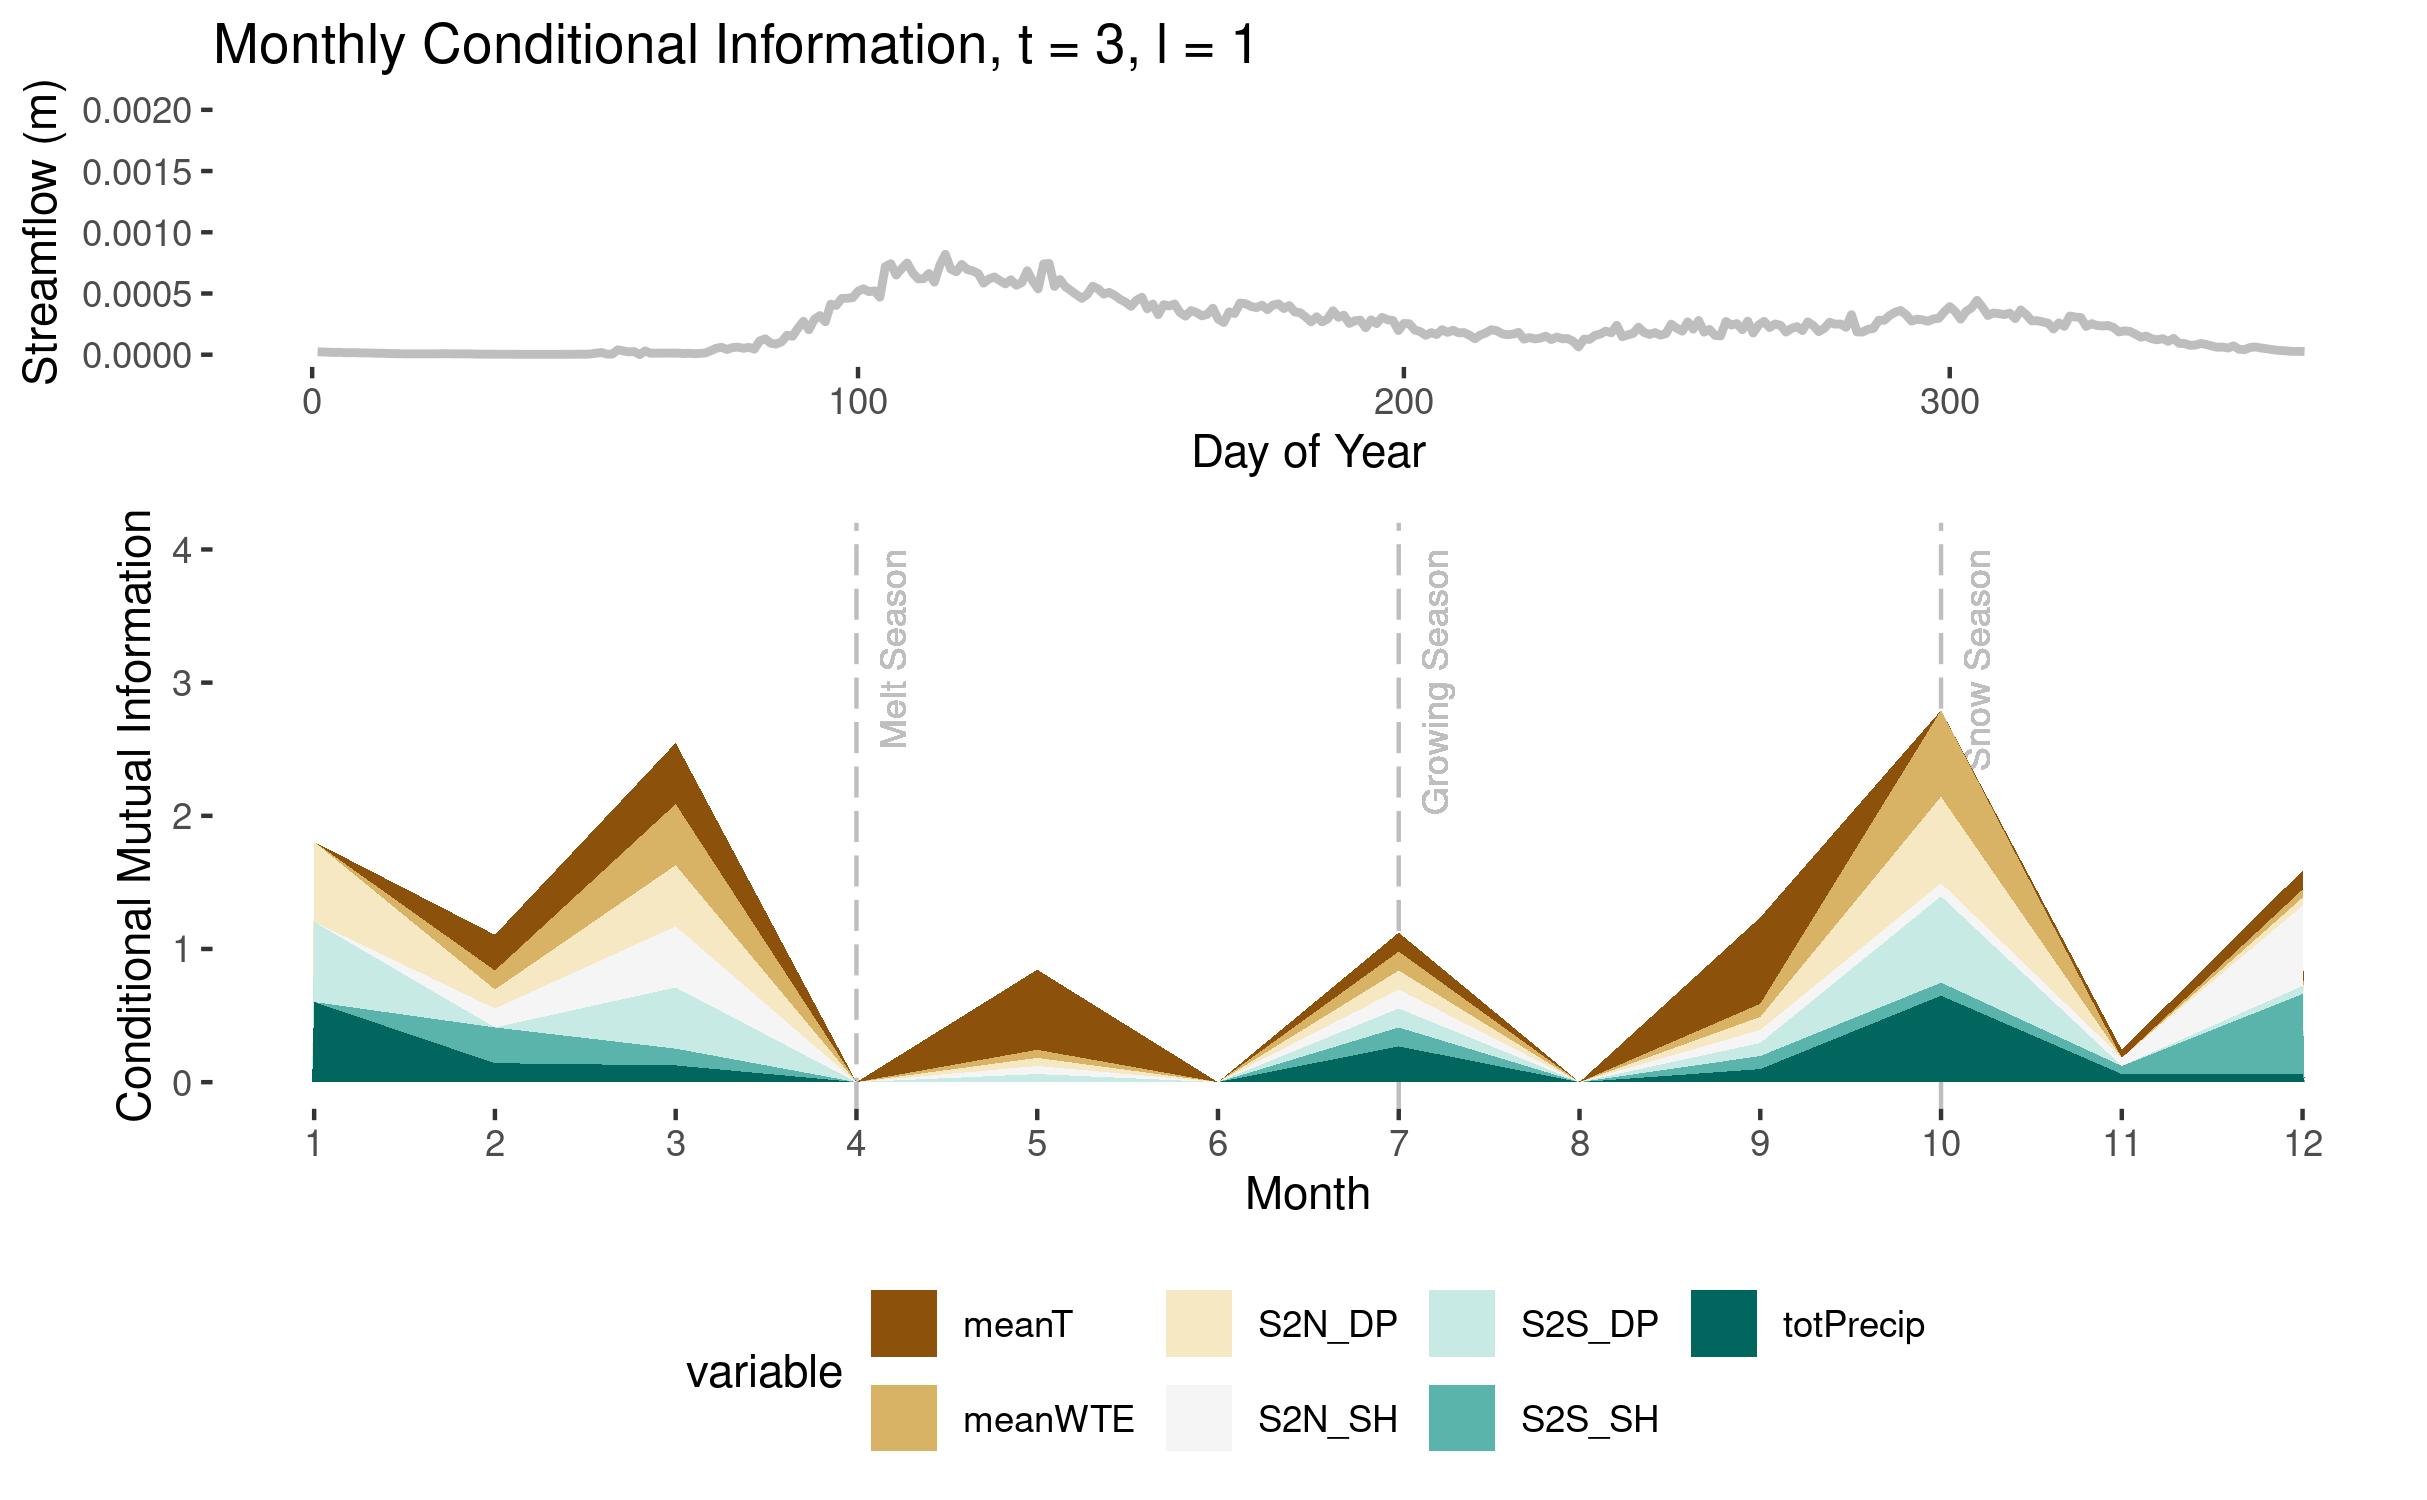 Monthly Conditional Information, t = 3, l = 1
Streamflow (m)
0.0020
0.0015
0.0010
0.0005
0.0000
0 100 200 300
Day of Year
Conditional Mutual Information
4
3
2
1
0
Melt Season
Growing Season
Snow Season
1 2 3 4 5 6 7 8 9 10 11 12
Month
variable
meanT S2N_DP S2S_DP totPrecip
meanWTE S2N_SH S2S_SH